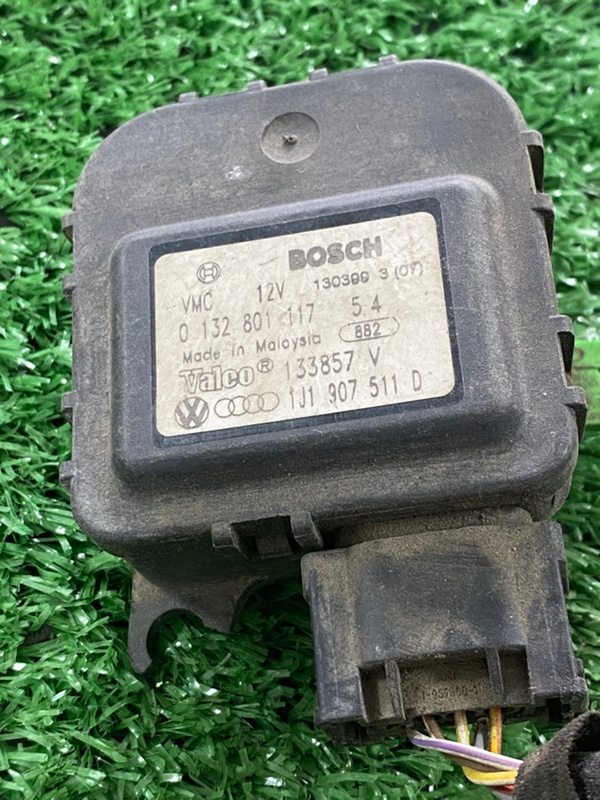 BOSCH
VMC 12V 130399 3 (07)
0 132 801 117 5.4
Made in Malaysia 882
Valeo® 133857 V
1J1 907 511 D